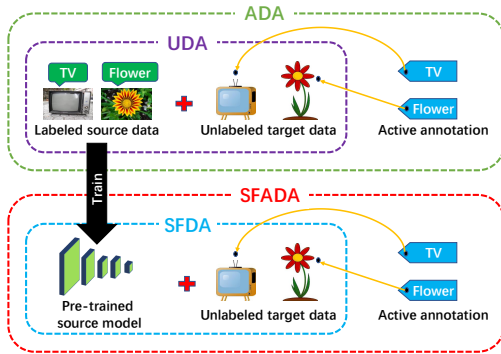 ADA
UDA
TV
Flower
Labeled source data
Unlabeled target data
TV
Flower
Active annotation
Train
SFADA
SFDA
Pre-trained
source model
Unlabeled target data
TV
Flower
Active annotation